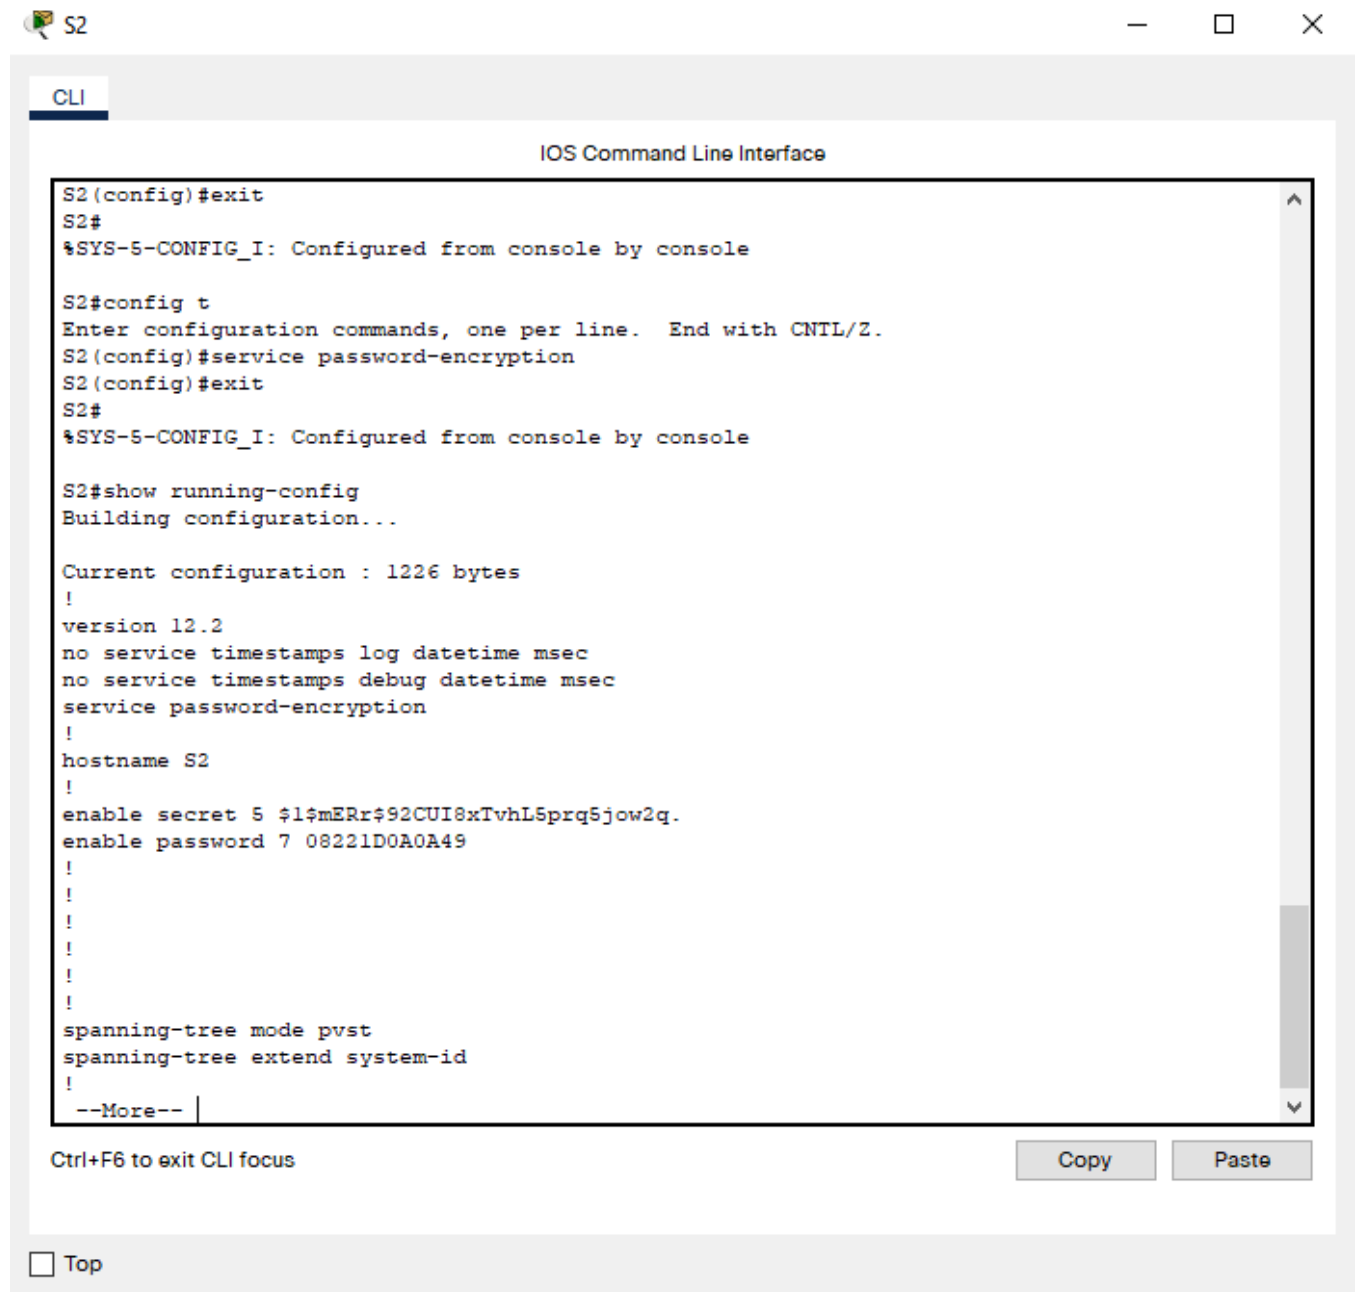 S2
CLI
IOS Command Line Interface
S2(config)#exit
S2#
%SYS-5-CONFIG_I: Configured from console by console
S2#config t
Enter configuration commands, one per line.  End with CNTL/Z.
S2(config)#service password-encryption
S2(config)#exit
S2#
%SYS-5-CONFIG_I: Configured from console by console
S2#show running-config
Building configuration...
Current configuration : 1226 bytes
!
version 12.2
no service timestamps log datetime msec
no service timestamps debug datetime msec
service password-encryption
!
hostname S2
!
enable secret 5 $1$mERr$92CUI8xTvhL5prq5jow2q.
enable password 7 08221D0A0A49
!
!
!
!
!
!
spanning-tree mode pvst
spanning-tree extend system-id
!
--More--
Ctrl+F6 to exit CLI focus
Copy
Paste
Top